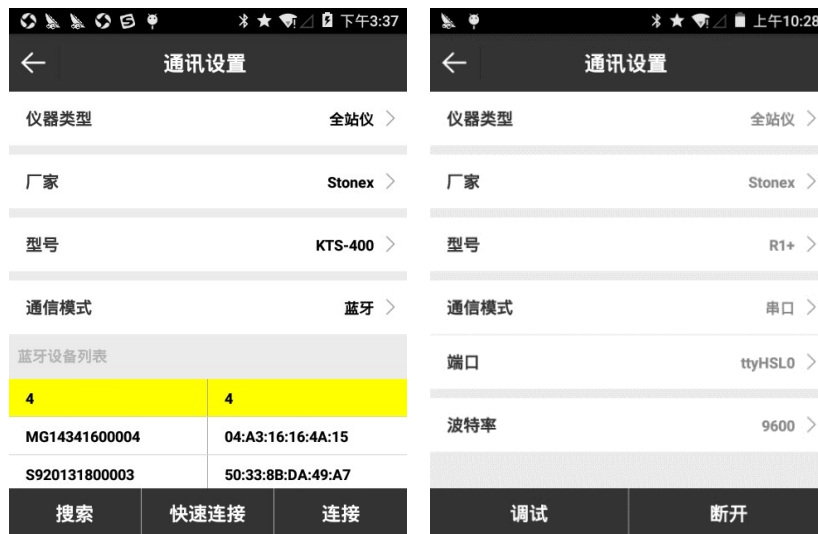 下午3:37
通讯设置
仪器类型 全站仪
厂家 Stonex
型号 KTS-400
通信模式 蓝牙
蓝牙设备列表
4 4
MG14341600004 04:A3:16:16:4A:15
S920131800003 50:33:8B:DA:49:A7
搜索 快速连接 连接
上午10:28
通讯设置
仪器类型 全站仪
厂家 Stonex
型号 R1+
通信模式 串口
端口 ttyHSL0
波特率 9600
调试 断开